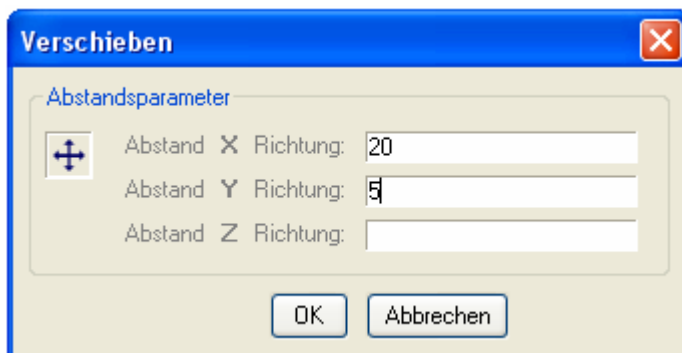 Verschieben
Abstandsparameter
Abstand X Richtung: 20
Abstand Y Richtung: 5
Abstand Z Richtung:
OK Abbrechen